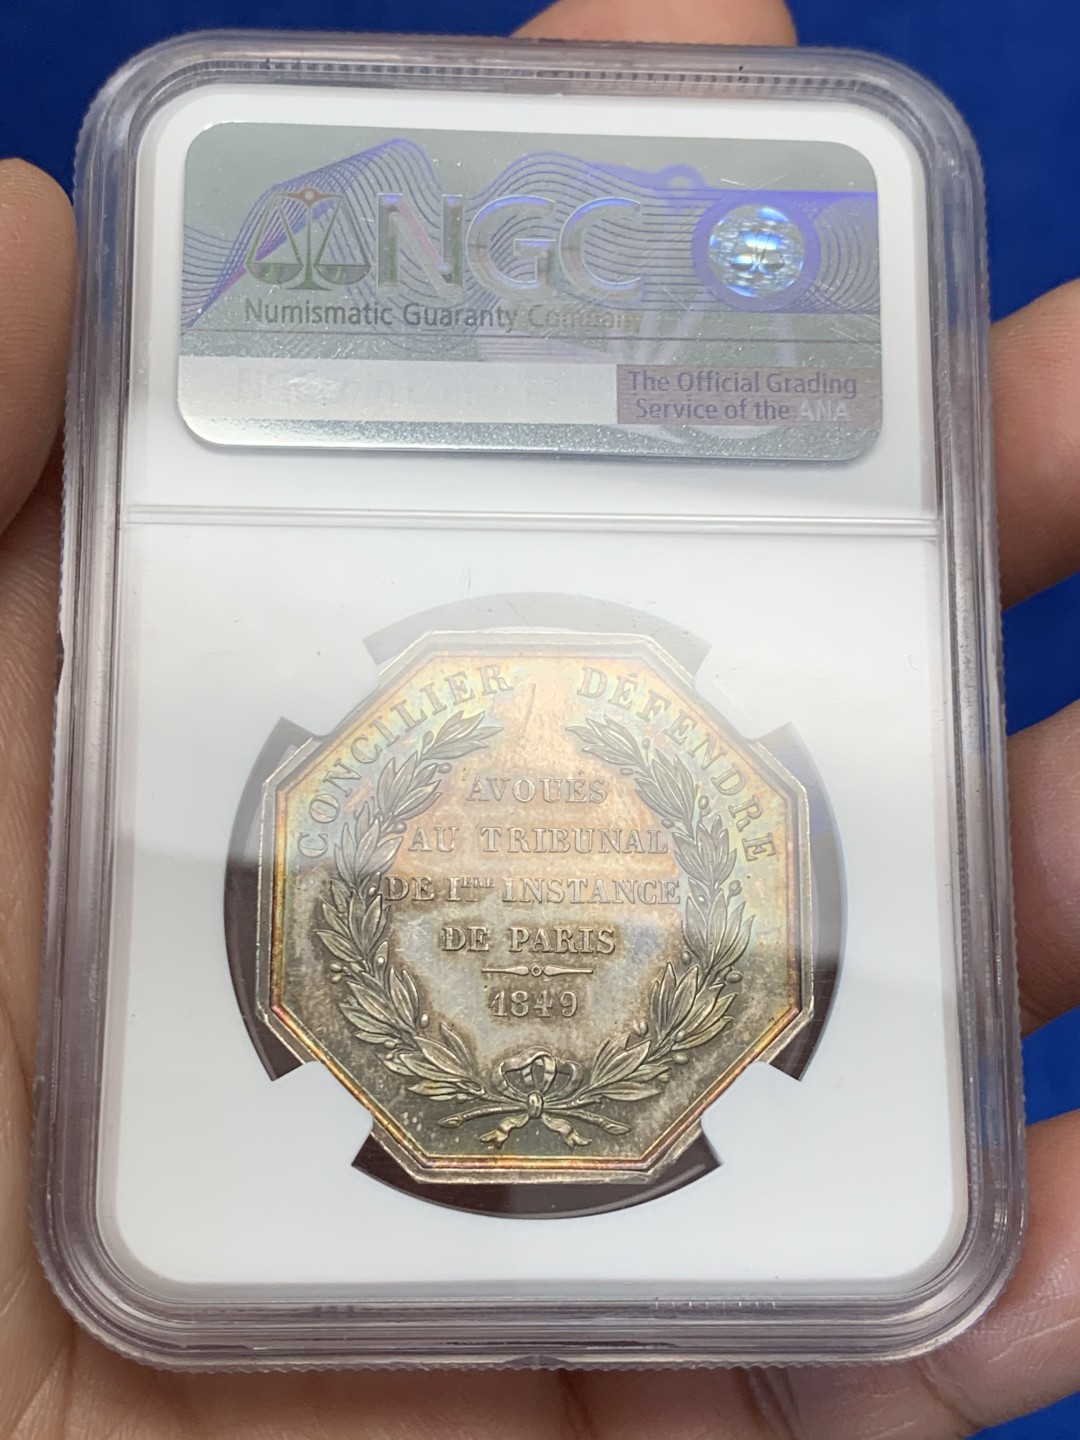 NGC
Numismatic Guaranty Company
The Official Grading
Service of the ANA
CONCILIER DÉFENDRE
AVOUÉS
AU TRIBUNAL
DE Iᴱᴿᴱ INSTANCE
DE PARIS
1849